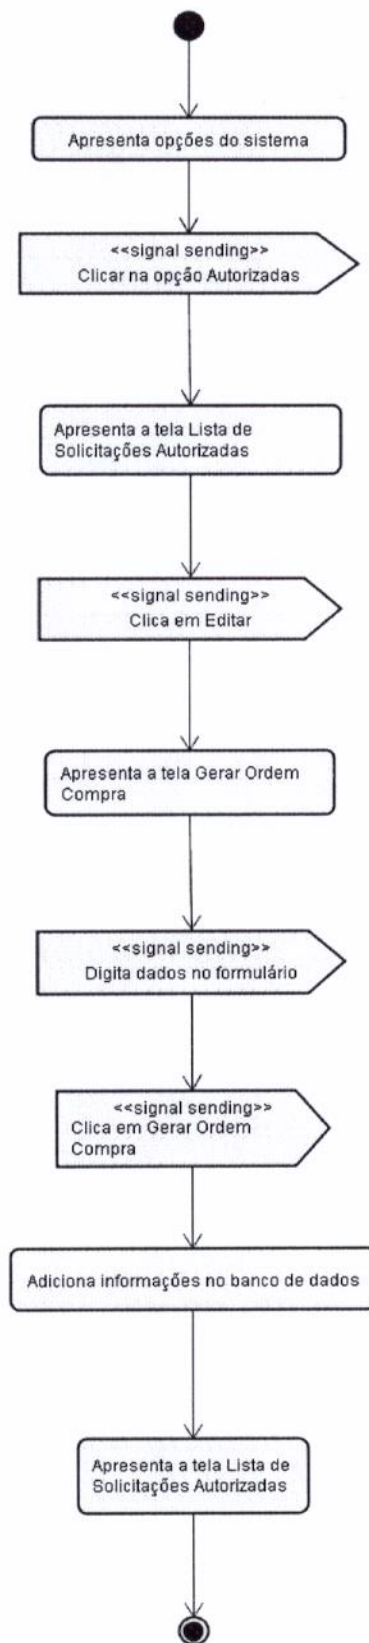 Apresenta opções do sistema
<<signal sending>>
Clicar na opção Autorizadas
Apresenta a tela Lista de
Solicitações Autorizadas
<<signal sending>>
Clica em Editar
Apresenta a tela Gerar Ordem
Compra
<<signal sending>>
Digita dados no formulário
<<signal sending>>
Clica em Gerar Ordem
Compra
Adiciona informações no banco de dados
Apresenta a tela Lista de
Solicitações Autorizadas